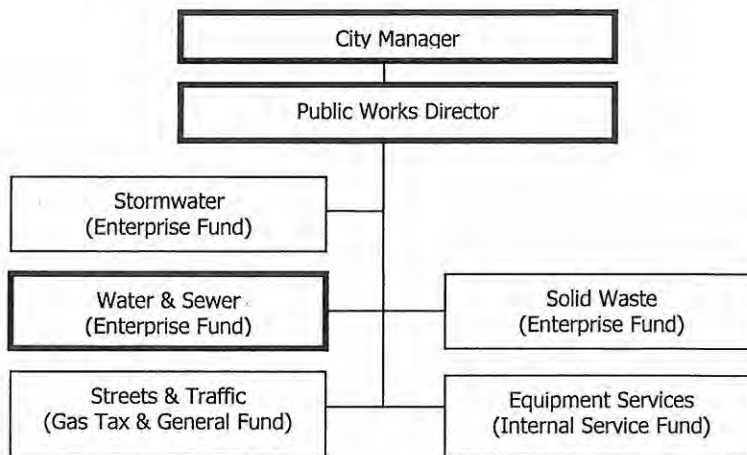 City Manager
Public Works Director
Stormwater
(Enterprise Fund)
Water & Sewer
(Enterprise Fund)
Solid Waste
(Enterprise Fund)
Streets & Traffic
(Gas Tax & General Fund)
Equipment Services
(Internal Service Fund)